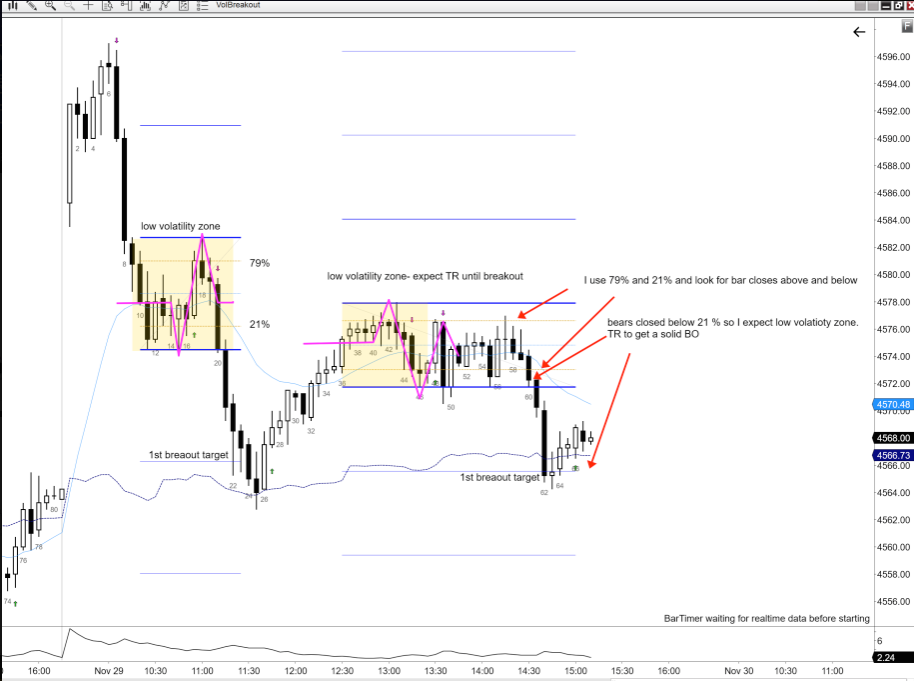 VolBreakout
F
4596.00
4594.00
4592.00
4590.00
4588.00
4586.00
4584.00
low volatility zone
4582.00
79%
low volatility zone- expect TR until breakout
4580.00
I use 79% and 21% and look for bar closes above and below
4578.00
21%
bears closed below 21 % so I expect low volatioty zone.
TR to get a solid BO
4576.00
4574.00
4572.00
4570.48
4570.00
4568.00
1st breaout target
4566.73
4566.00
1st breaout target
4564.00
4562.00
4560.00
4558.00
4556.00
2 4 6 8 10 12 14 16 18 20 22 24 26 28 30 32 34 36 38 40 42 44 46 48 50 52 54 56 58 60 62 64 66
74 76 78 80
BarTimer waiting for realtime data before starting
6
2.24
16:00 Nov 29 10:30 11:00 11:30 12:00 12:30 13:00 13:30 14:00 14:30 15:00 15:30 16:00 Nov 30 10:30 11:00